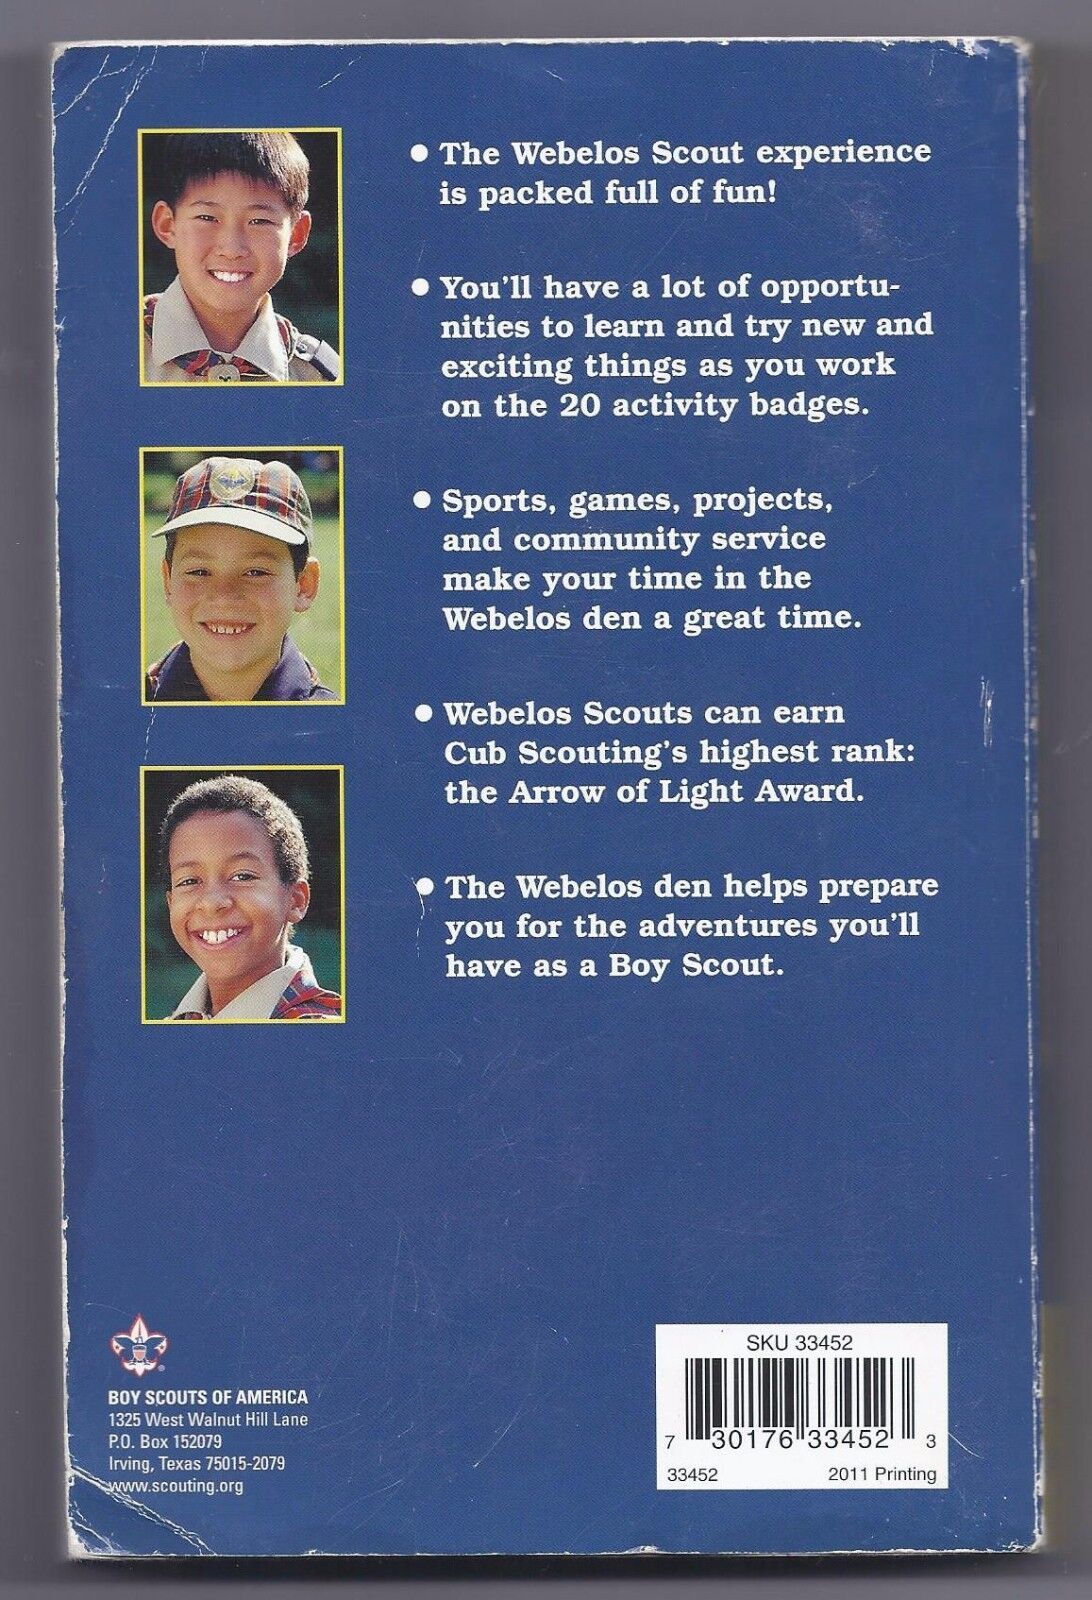 ● The Webelos Scout experience
is packed full of fun!
● You'll have a lot of opportu-
nities to learn and try new and
exciting things as you work
on the 20 activity badges.
● Sports, games, projects,
and community service
make your time in the
Webelos den a great time.
● Webelos Scouts can earn
Cub Scouting's highest rank:
the Arrow of Light Award.
● The Webelos den helps prepare
you for the adventures you'll
have as a Boy Scout.
®
BOY SCOUTS OF AMERICA
1325 West Walnut Hill Lane
P.O. Box 152079
Irving, Texas 75015-2079
www.scouting.org
SKU 33452
7 30176 33452 3
33452 2011 Printing